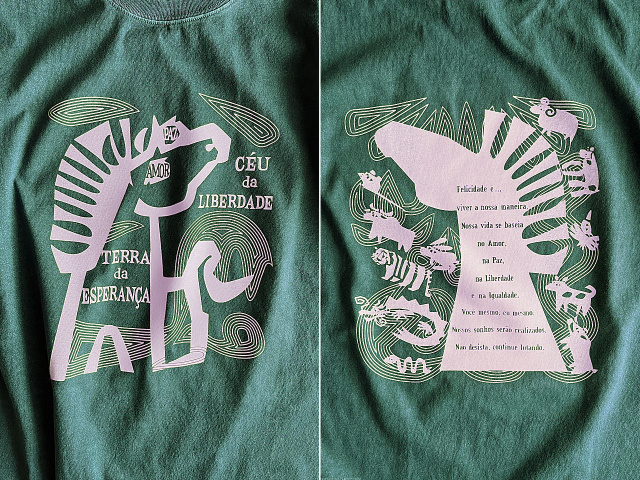 PAZ
AMOR
CÉU
da
LIBERDADE
TERRA
da
ESPERANÇA
Felicidade é...
viver a nossa maneira.
Nossa vida se baseia
no Amor,
na Paz,
na Liberdade
e na Igualdade.
Você mesmo, eu mesmo.
Nossos sonhos serão realizados.
Não desista, continue lutando.